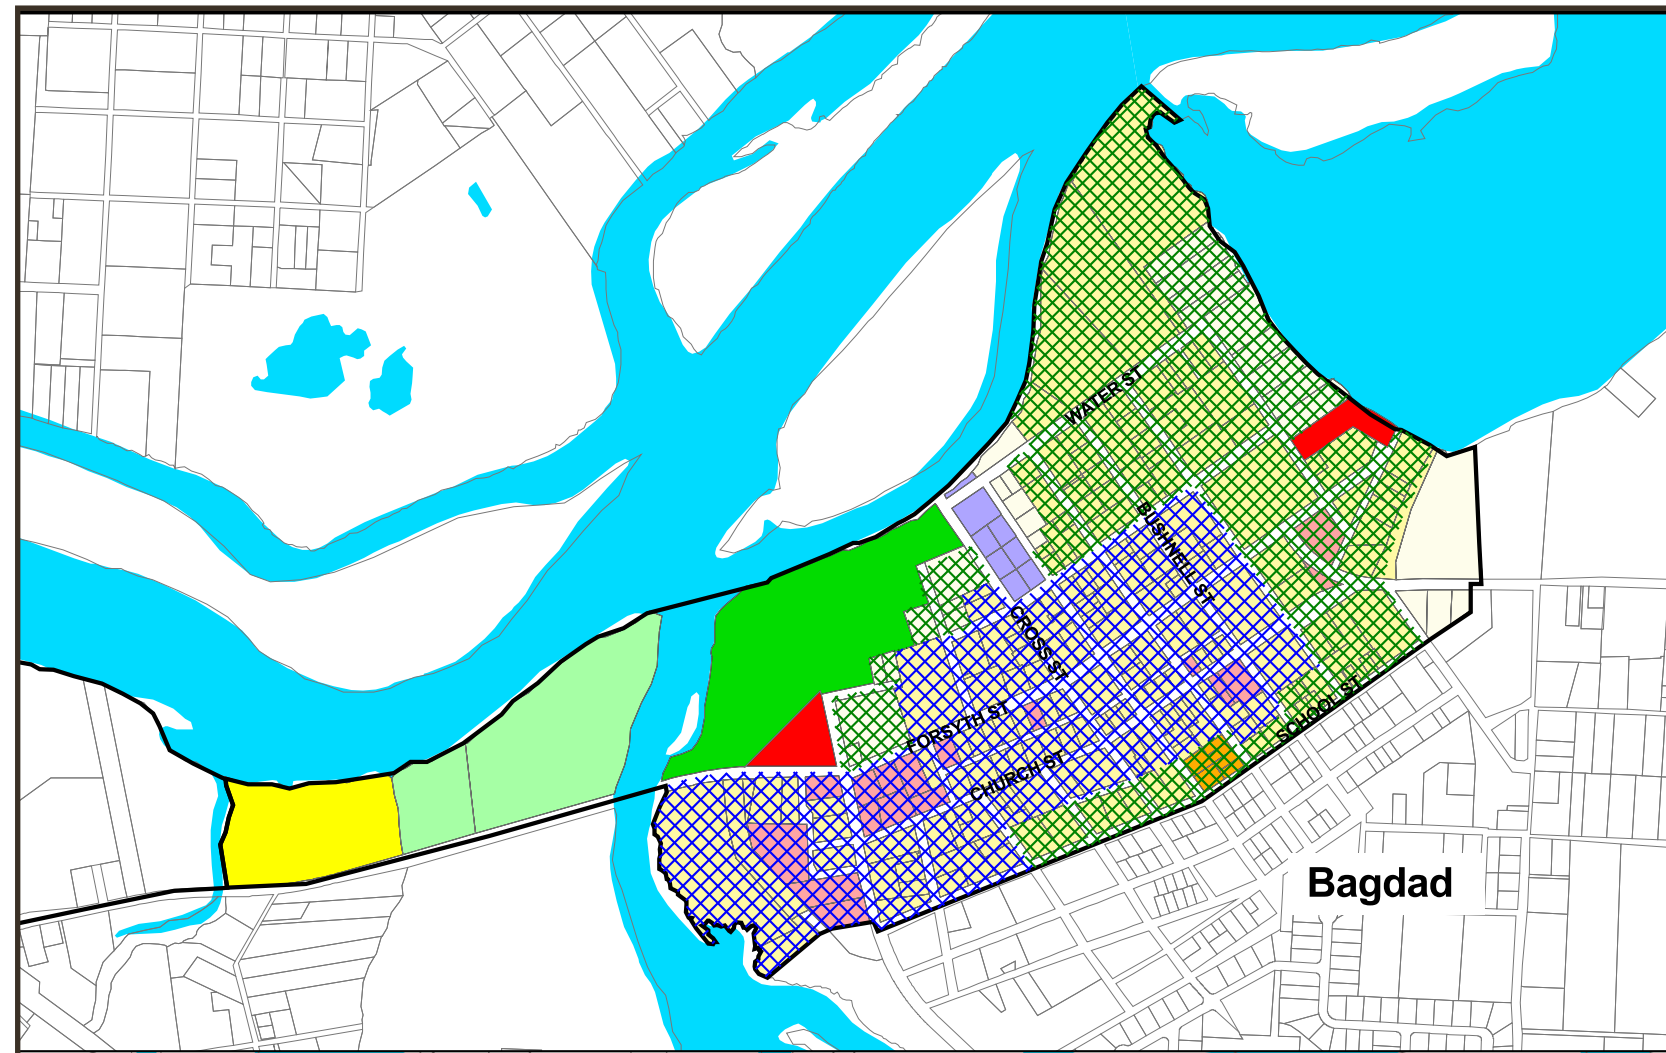 WATER ST
BUSHNELL ST
CROSS ST
FORSYTH ST
SCHOOL ST
CHURCH ST
Bagdad